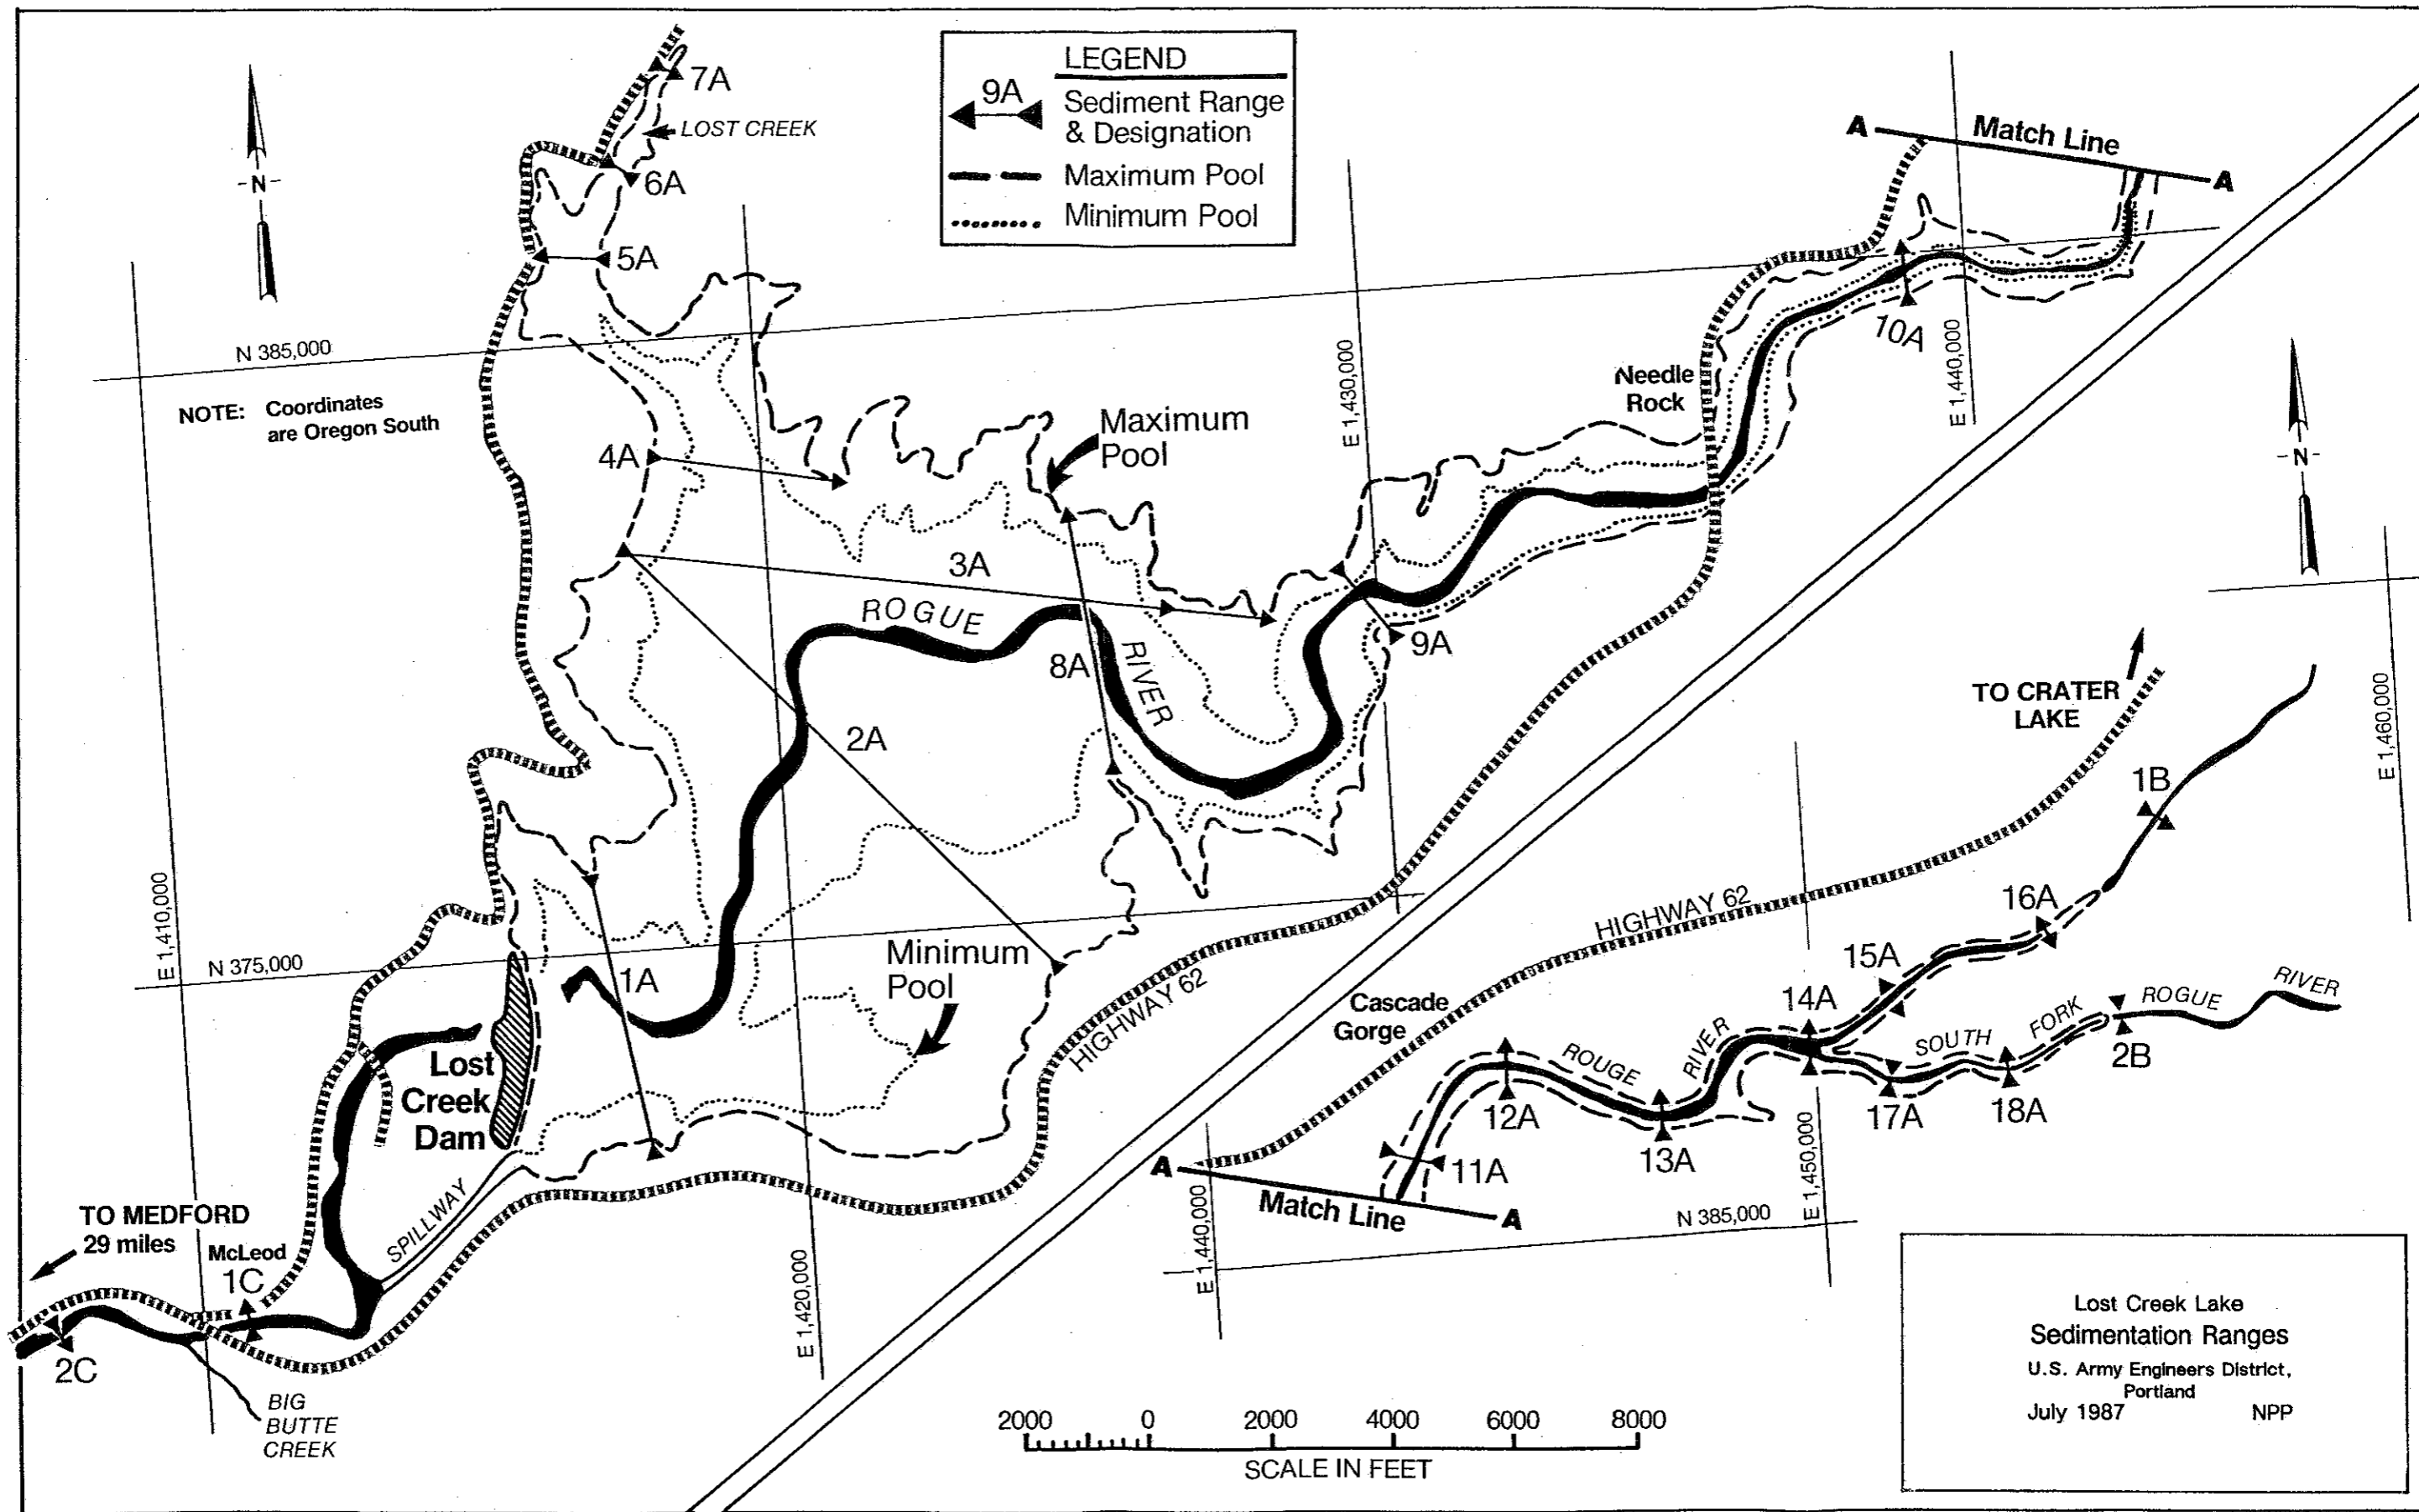 LEGEND
9A
Sediment Range
& Designation
Maximum Pool
Minimum Pool
7A
LOST CREEK
6A
5A
-N-
N 385,000
NOTE: Coordinates
are Oregon South
4A
Maximum
Pool
3A
ROGUE
RIVER
8A
2A
9A
E 1,430,000
Needle
Rock
10A
E 1,440,000
A Match Line A
-N-
E 1,410,000
N 375,000
1A
Minimum
Pool
HIGHWAY 62
Lost
Creek
Dam
SPILLWAY
TO MEDFORD
29 miles
McLeod
1C
2C
BIG
BUTTE
CREEK
E 1,420,000
TO CRATER
LAKE
E 1,460,000
1B
HIGHWAY 62
16A
15A
14A
Cascade
Gorge
ROUGE
RIVER
SOUTH
FORK
ROGUE
RIVER
2B
12A
13A
17A
18A
11A
A Match Line A
E 1,440,000
N 385,000
E 1,450,000
2000 0 2000 4000 6000 8000
SCALE IN FEET
Lost Creek Lake
Sedimentation Ranges
U.S. Army Engineers District,
Portland
July 1987 NPP